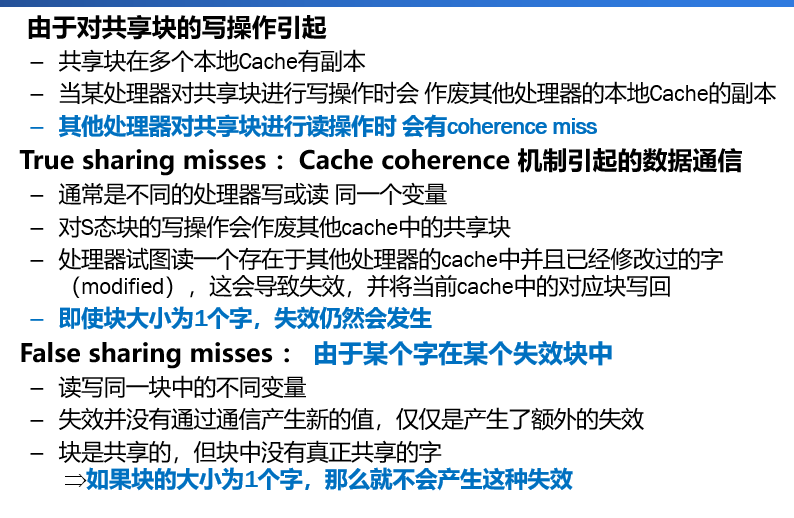 由于对共享块的写操作引起
– 共享块在多个本地Cache有副本
– 当某处理器对共享块进行写操作时会 作废其他处理器的本地Cache的副本
– 其他处理器对共享块进行读操作时 会有coherence miss
True sharing misses： Cache coherence 机制引起的数据通信
– 通常是不同的处理器写或读 同一个变量
– 对S态块的写操作会作废其他cache中的共享块
– 处理器试图读一个存在于其他处理器的cache中并且已经修改过的字
（modified），这会导致失效，并将当前cache中的对应块写回
– 即使块大小为1个字，失效仍然会发生
False sharing misses： 由于某个字在某个失效块中
– 读写同一块中的不同变量
– 失效并没有通过通信产生新的值，仅仅是产生了额外的失效
– 块是共享的，但块中没有真正共享的字
⇒如果块的大小为1个字，那么就不会产生这种失效